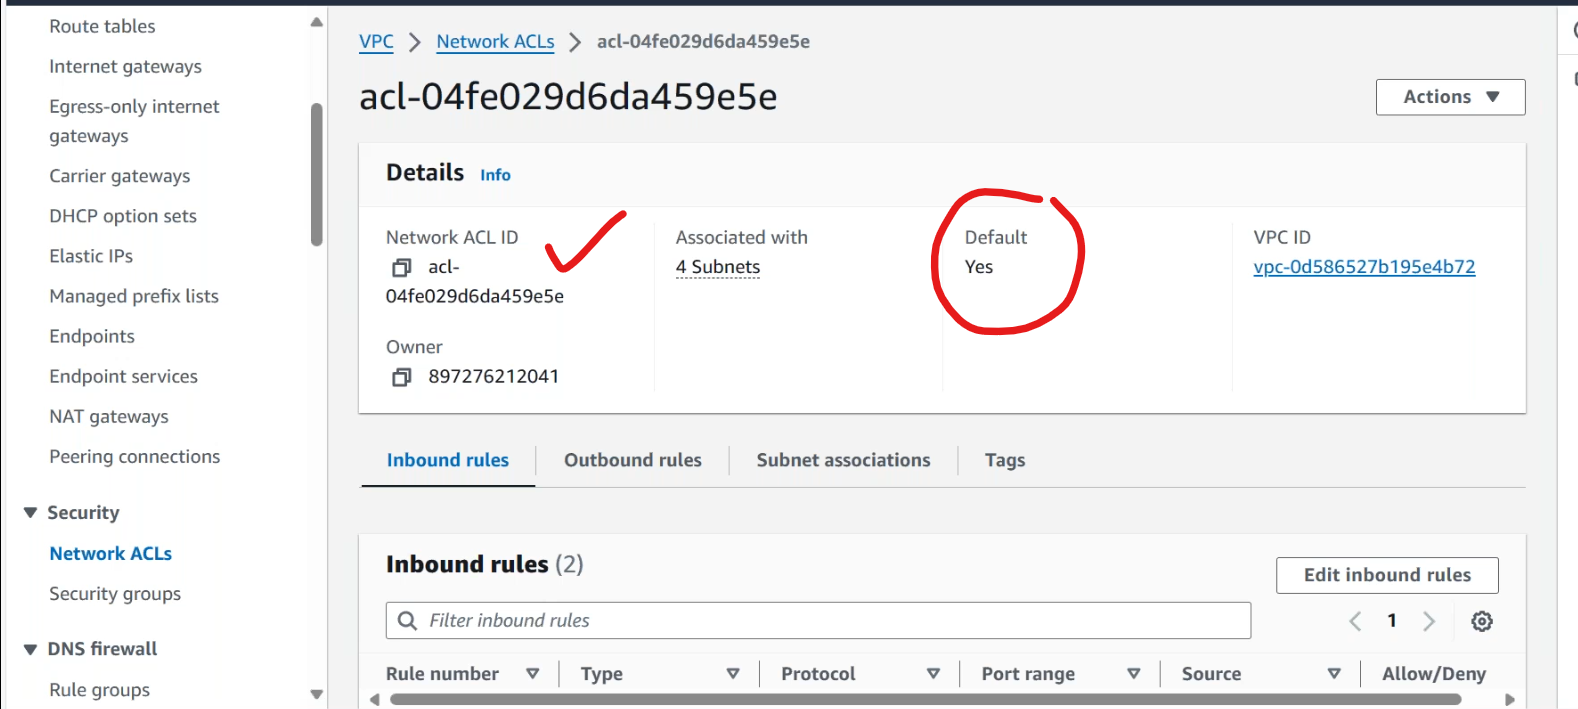 Route tables
Internet gateways
Egress-only internet
gateways
Carrier gateways
DHCP option sets
Elastic IPs
Managed prefix lists
Endpoints
Endpoint services
NAT gateways
Peering connections
Security
Network ACLs
Security groups
DNS firewall
Rule groups
VPC > Network ACLs > acl-04fe029d6da459e5e
acl-04fe029d6da459e5e
Actions
Details Info
Network ACL ID
acl-
04fe029d6da459e5e
Owner
897276212041
Associated with
4 Subnets
Default
Yes
VPC ID
vpc-0d586527b195e4b72
Inbound rules Outbound rules Subnet associations Tags
Inbound rules (2)
Edit inbound rules
Filter inbound rules
1
Rule number Type Protocol Port range Source Allow/Deny